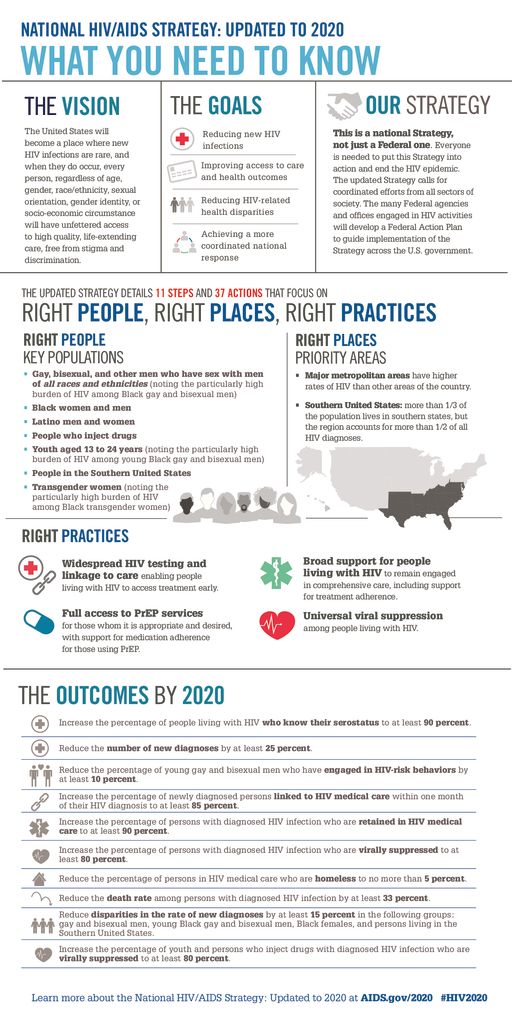 NATIONAL HIV/AIDS STRATEGY: UPDATED TO 2020
WHAT YOU NEED TO KNOW
THE VISION
The United States will
become a place where new
HIV infections are rare, and
when they do occur, every
person, regardless of age,
gender, race/ethnicity, sexual
orientation, gender identity, or
socio-economic circumstance
will have unfettered access
to high quality, life-extending
care, free from stigma and
discrimination.
THE GOALS
Reducing new HIV
infections
Improving access to care
and health outcomes
Reducing HIV-related
health disparities
Achieving a more
coordinated national
response
OUR STRATEGY
This is a national Strategy,
not just a Federal one. Everyone
is needed to put this Strategy into
action and end the HIV epidemic.
The updated Strategy calls for
coordinated efforts from all sectors of
society. The many Federal agencies
and offices engaged in HIV activities
will develop a Federal Action Plan
to guide implementation of the
Strategy across the U.S. government.
THE UPDATED STRATEGY DETAILS 11 STEPS AND 37 ACTIONS THAT FOCUS ON
RIGHT PEOPLE, RIGHT PLACES, RIGHT PRACTICES
RIGHT PEOPLE
KEY POPULATIONS
• Gay, bisexual, and other men who have sex with men
of all races and ethnicities (noting the particularly high
burden of HIV among Black gay and bisexual men)
• Black women and men
• Latino men and women
• People who inject drugs
• Youth aged 13 to 24 years (noting the particularly high
burden of HIV among young Black gay and bisexual men)
• People in the Southern United States
• Transgender women (noting the
particularly high burden of HIV
among Black transgender women)
RIGHT PLACES
PRIORITY AREAS
• Major metropolitan areas have higher
rates of HIV than other areas of the country.
• Southern United States: more than 1/3 of
the population lives in southern states, but
the region accounts for more than 1/2 of all
HIV diagnoses.
RIGHT PRACTICES
Widespread HIV testing and
linkage to care enabling people
living with HIV to access treatment early.
Full access to PrEP services
for those whom it is appropriate and desired,
with support for medication adherence
for those using PrEP.
Broad support for people
living with HIV to remain engaged
in comprehensive care, including support
for treatment adherence.
Universal viral suppression
among people living with HIV.
THE OUTCOMES BY 2020
Increase the percentage of people living with HIV who know their serostatus to at least 90 percent.
Reduce the number of new diagnoses by at least 25 percent.
Reduce the percentage of young gay and bisexual men who have engaged in HIV-risk behaviors by
at least 10 percent.
Increase the percentage of newly diagnosed persons linked to HIV medical care within one month
of their HIV diagnosis to at least 85 percent.
Increase the percentage of persons with diagnosed HIV infection who are retained in HIV medical
care to at least 90 percent.
Increase the percentage of persons with diagnosed HIV infection who are virally suppressed to at
least 80 percent.
Reduce the percentage of persons in HIV medical care who are homeless to no more than 5 percent.
Reduce the death rate among persons with diagnosed HIV infection by at least 33 percent.
Reduce disparities in the rate of new diagnoses by at least 15 percent in the following groups:
gay and bisexual men, young Black gay and bisexual men, Black females, and persons living in the
Southern United States.
Increase the percentage of youth and persons who inject drugs with diagnosed HIV infection who are
virally suppressed to at least 80 percent.
Learn more about the National HIV/AIDS Strategy: Updated to 2020 at AIDS.gov/2020 #HIV2020